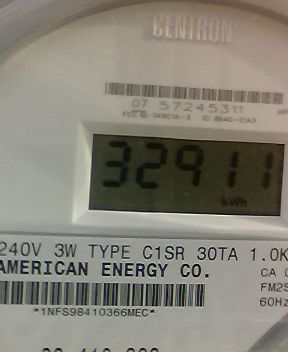 CENTRON
07 57245311
32911
kWh
240V 3W TYPE C1SR 30TA 1.0K
AMERICAN ENERGY CO.
CA
FM2S
60Hz
*1NFS98410366MEC*